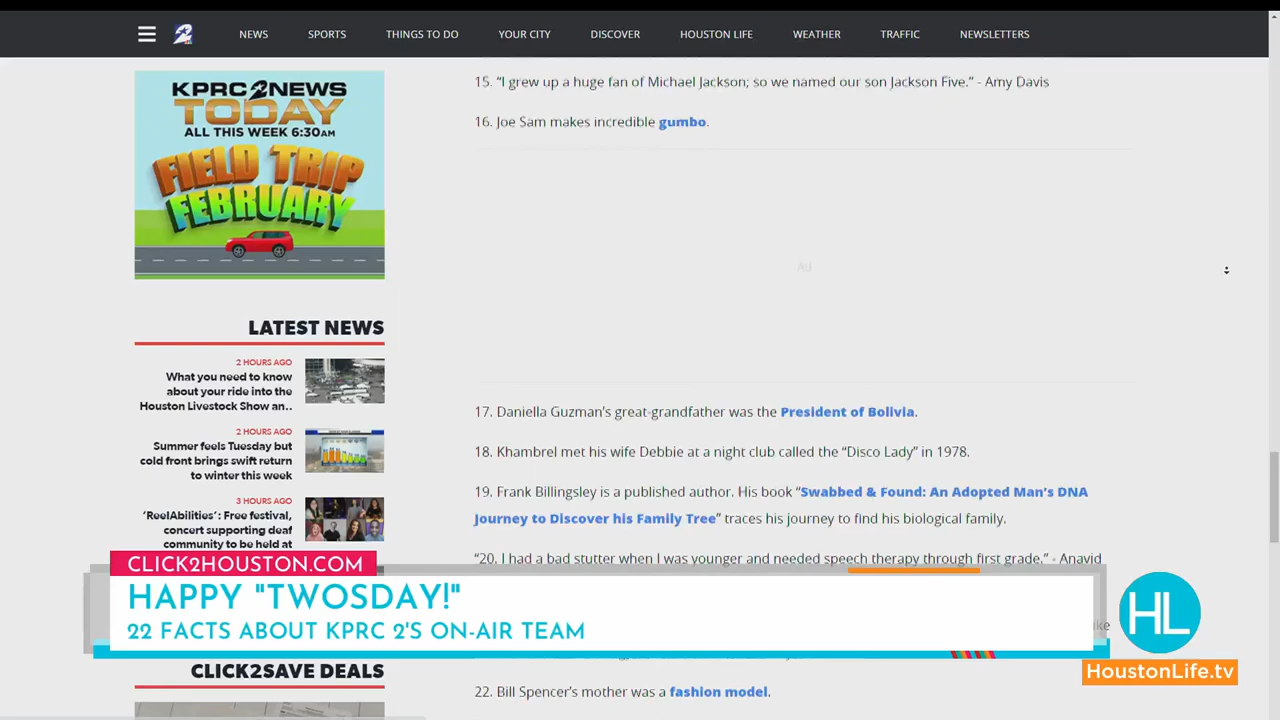 NEWS SPORTS THINGS TO DO YOUR CITY DISCOVER HOUSTON LIFE WEATHER TRAFFIC NEWSLETTERS
KPRC 2 NEWS
TODAY
ALL THIS WEEK 6:30AM
FIELD TRIP
FEBRUARY
LATEST NEWS
2 HOURS AGO
What you need to know
about your ride into the
Houston Livestock Show an..
2 HOURS AGO
Summer feels Tuesday but
cold front brings swift return
to winter this week
3 HOURS AGO
‘ReelAbilities’: Free festival,
concert supporting deaf
community to be held at
CLICK2SAVE DEALS
15. “I grew up a huge fan of Michael Jackson; so we named our son Jackson Five.” - Amy Davis
16. Joe Sam makes incredible gumbo.
Ad
17. Daniella Guzman’s great-grandfather was the President of Bolivia.
18. Khambrel met his wife Debbie at a night club called the “Disco Lady” in 1978.
19. Frank Billingsley is a published author. His book “Swabbed & Found: An Adopted Man’s DNA
Journey to Discover his Family Tree” traces his journey to find his biological family.
“20. I had a bad stutter when I was younger and needed speech therapy through first grade,” - Anavid
22. Bill Spencer’s mother was a fashion model.
CLICK2HOUSTON.COM
HAPPY "TWOSDAY!"
22 FACTS ABOUT KPRC 2'S ON-AIR TEAM
HL
HoustonLife.tv